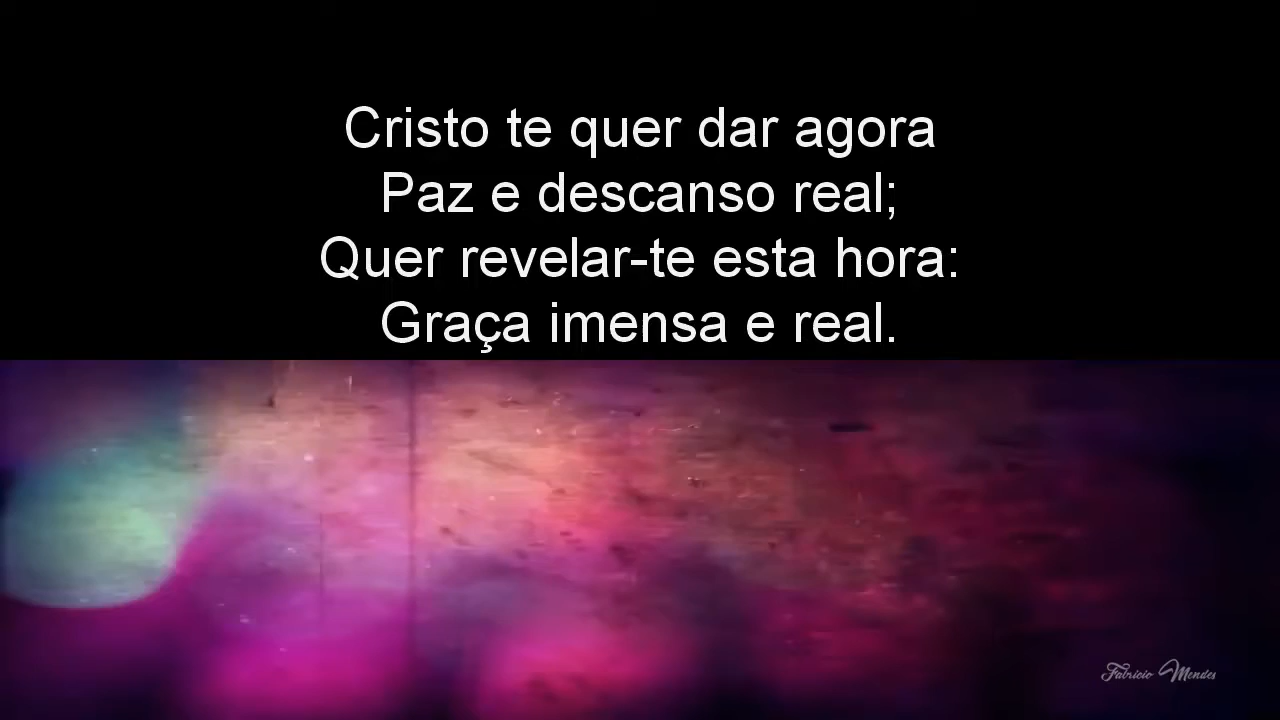 Cristo te quer dar agora
Paz e descanso real;
Quer revelar-te esta hora:
Graça imensa e real.
Fabricio Mendes